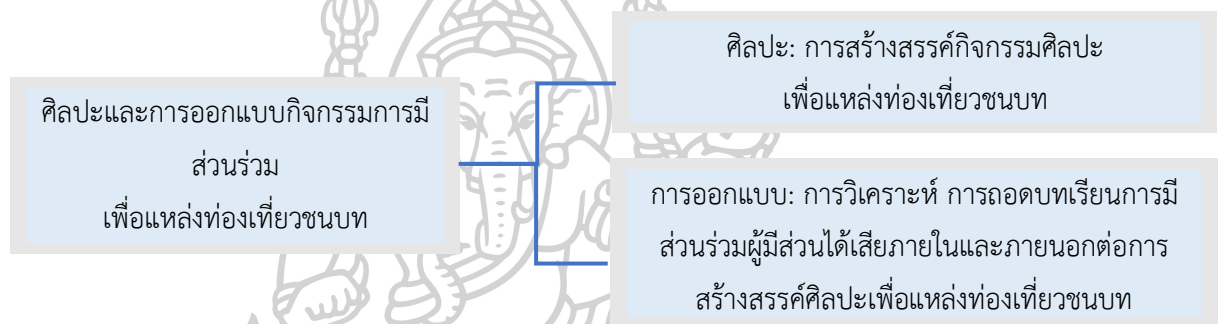 ศิลปะและการออกแบบกิจกรรมการมี
ส่วนร่วม
เพื่อแหล่งท่องเที่ยวชนบท
ศิลปะ: การสร้างสรรค์กิจกรรมศิลปะ
เพื่อแหล่งท่องเที่ยวชนบท
การออกแบบ: การวิเคราะห์ การถอดบทเรียนการมี
ส่วนร่วมผู้มีส่วนได้เสียภายในและภายนอกต่อการ
สร้างสรรค์ศิลปะเพื่อแหล่งท่องเที่ยวชนบท